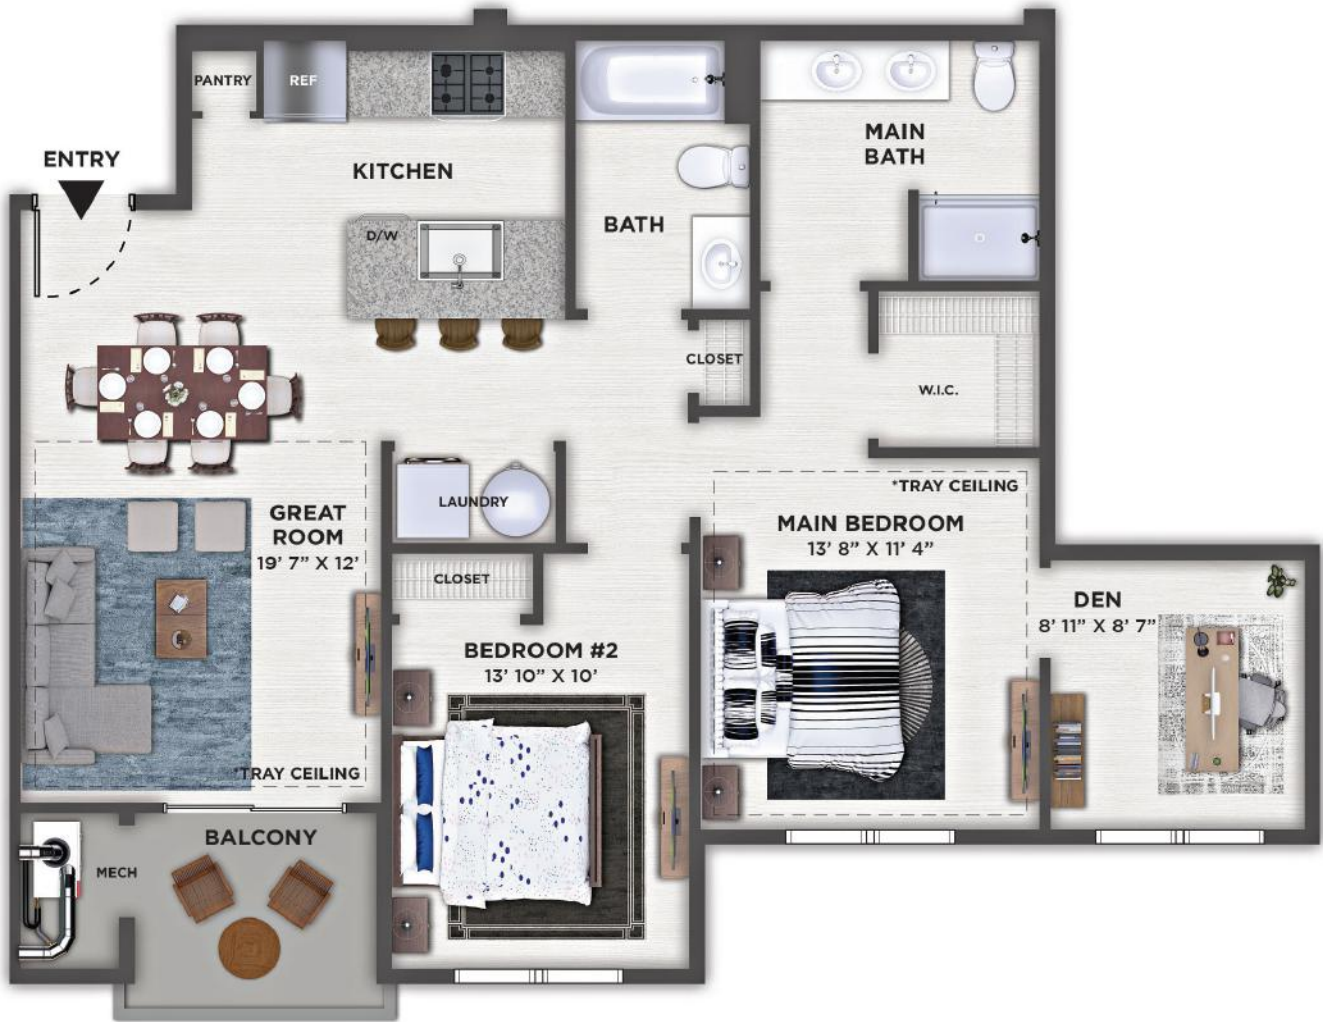 PANTRY
REF
ENTRY
KITCHEN
MAIN
BATH
BATH
D/W
CLOSET
W.I.C.
LAUNDRY
*TRAY CEILING
GREAT
ROOM
19' 7” X 12'
MAIN BEDROOM
13' 8” X 11' 4”
CLOSET
DEN
8' 11” X 8' 7”
BEDROOM #2
13' 10” X 10'
*TRAY CEILING
BALCONY
MECH